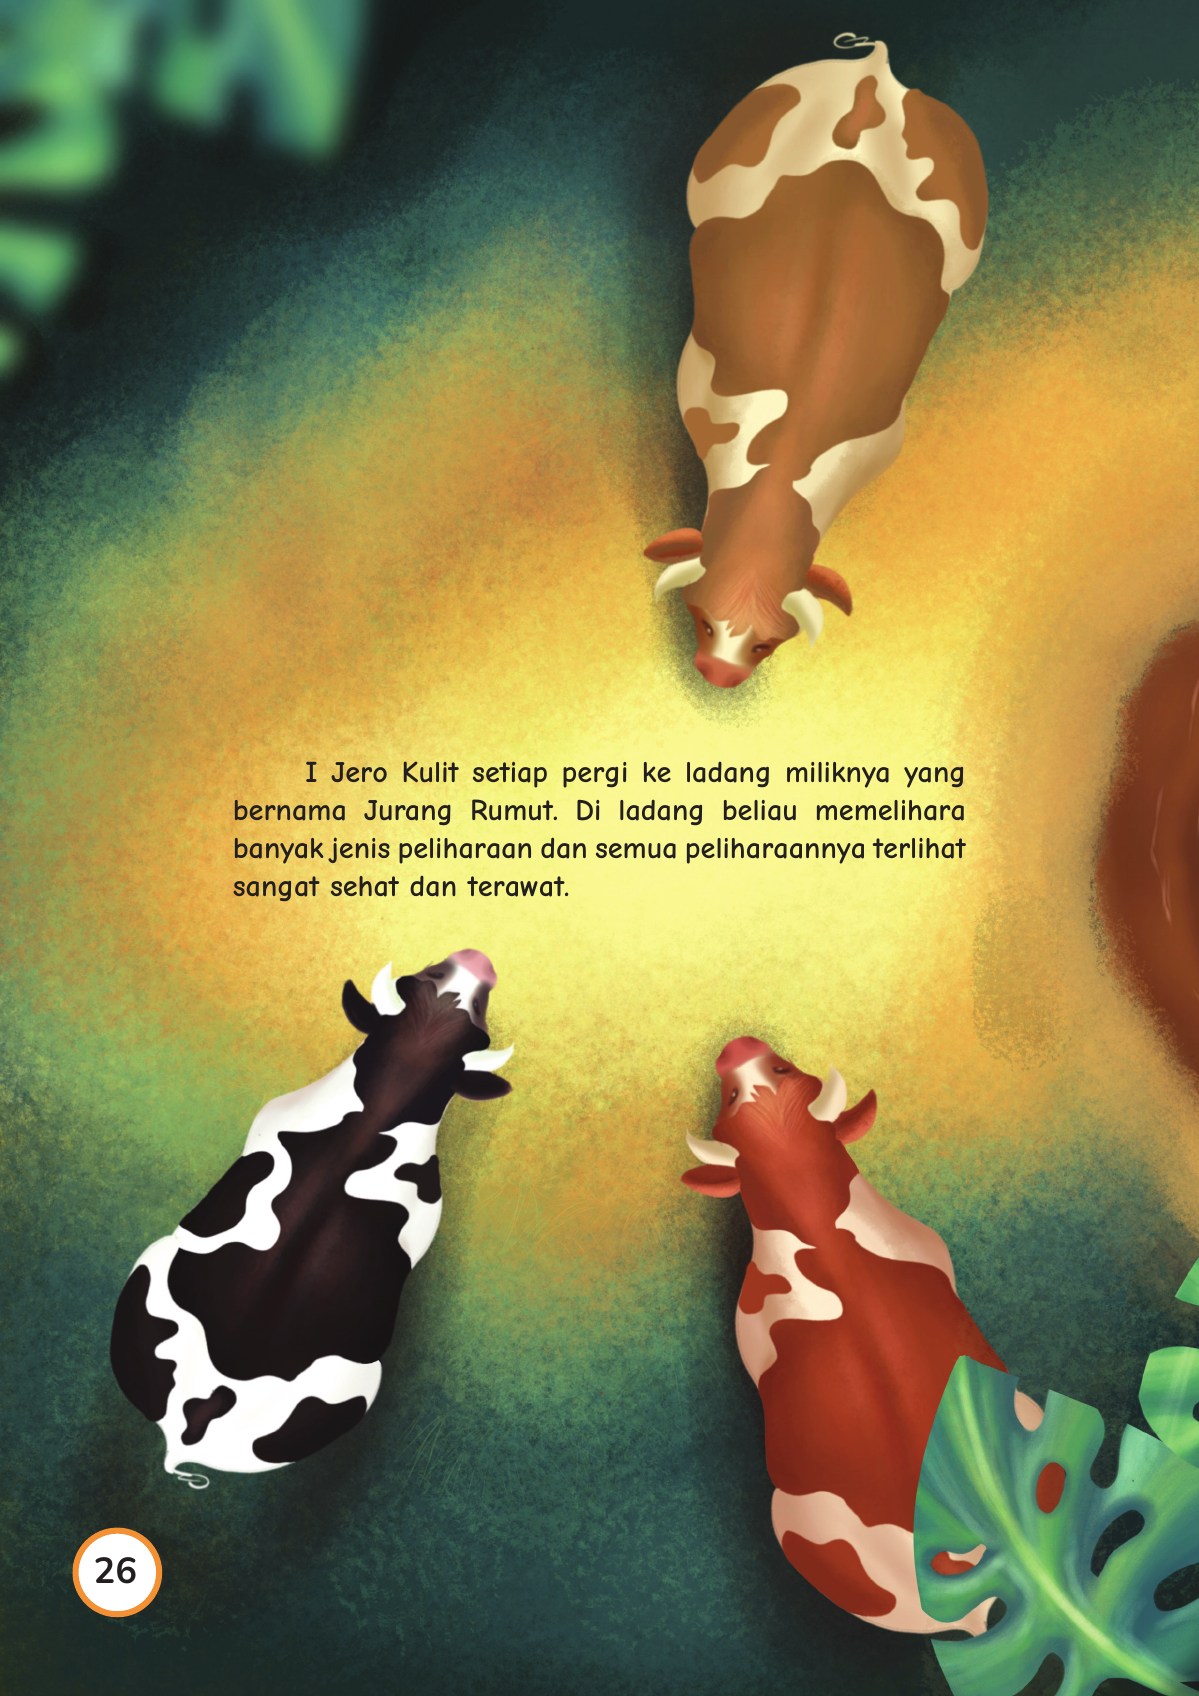 I Jero Kulit setiap pergi ke ladang miliknya yang
bernama Jurang Rumut. Di ladang beliau memelihara
banyak jenis peliharaan dan semua peliharaannya terlihat
sangat sehat dan terawat.
26